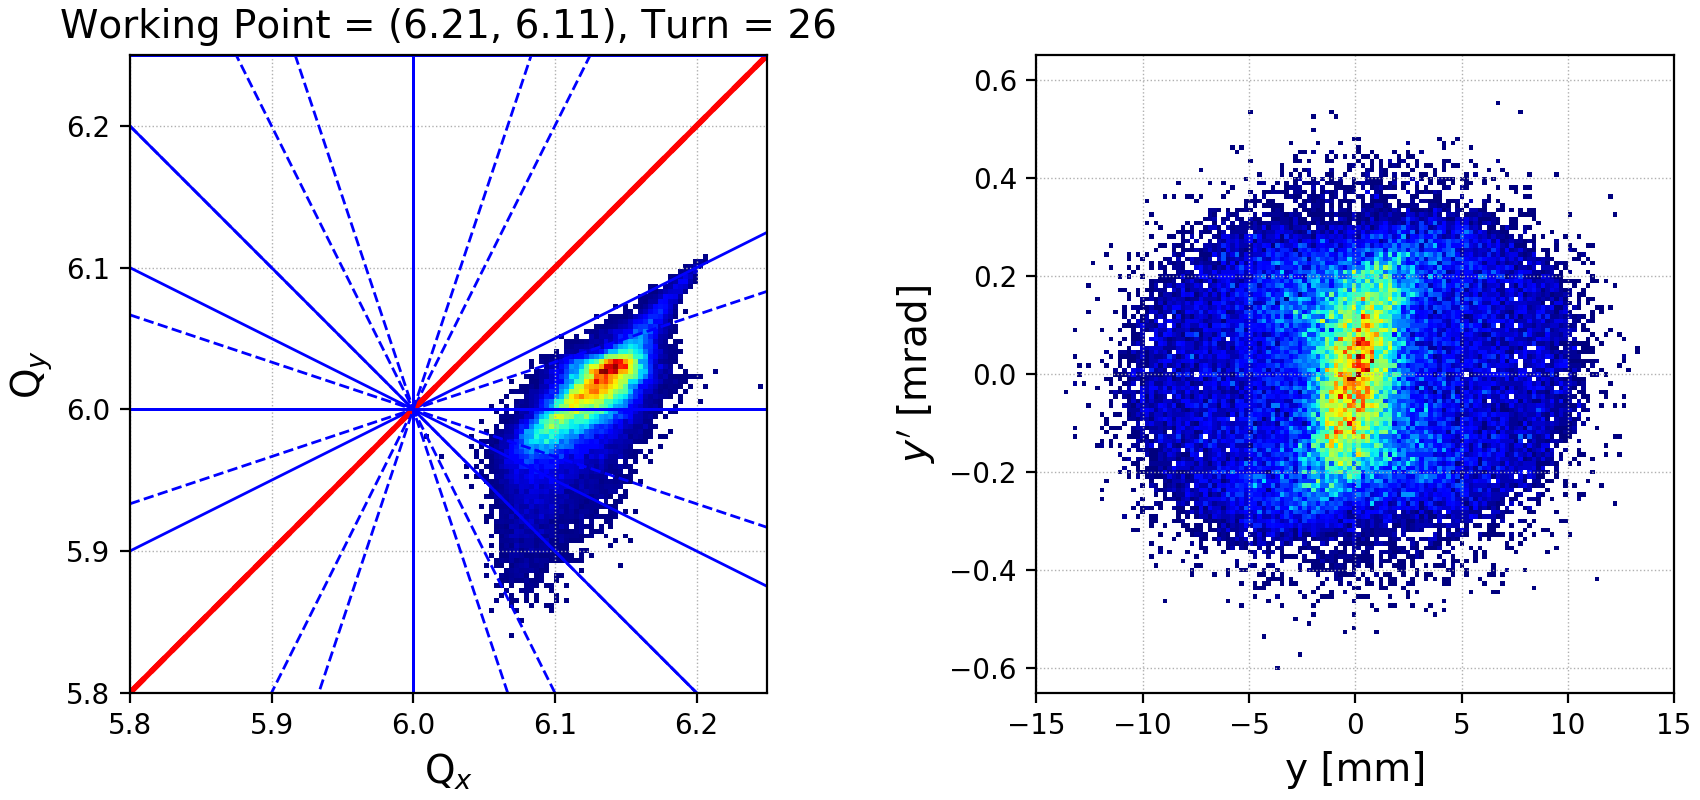 Working Point = (6.21, 6.11), Turn = 26
6.2
6.1
6.0
5.9
5.8
Q_y
5.8 5.9 6.0 6.1 6.2
Q_x
0.6
0.4
0.2
0.0
−0.2
−0.4
−0.6
y′ [mrad]
−15 −10 −5 0 5 10 15
y [mm]